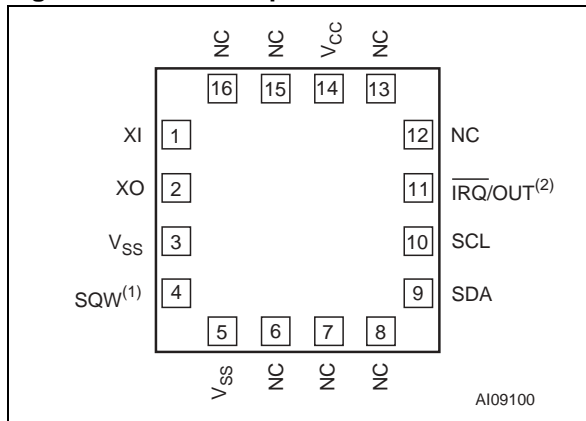 NC NC VCC NC
16 15 14 13
XI 1 12 NC
XO 2 11 IRQ/OUT(2)
VSS 3 10 SCL
SQW(1) 4 9 SDA
5 6 7 8
VSS NC NC NC
AI09100